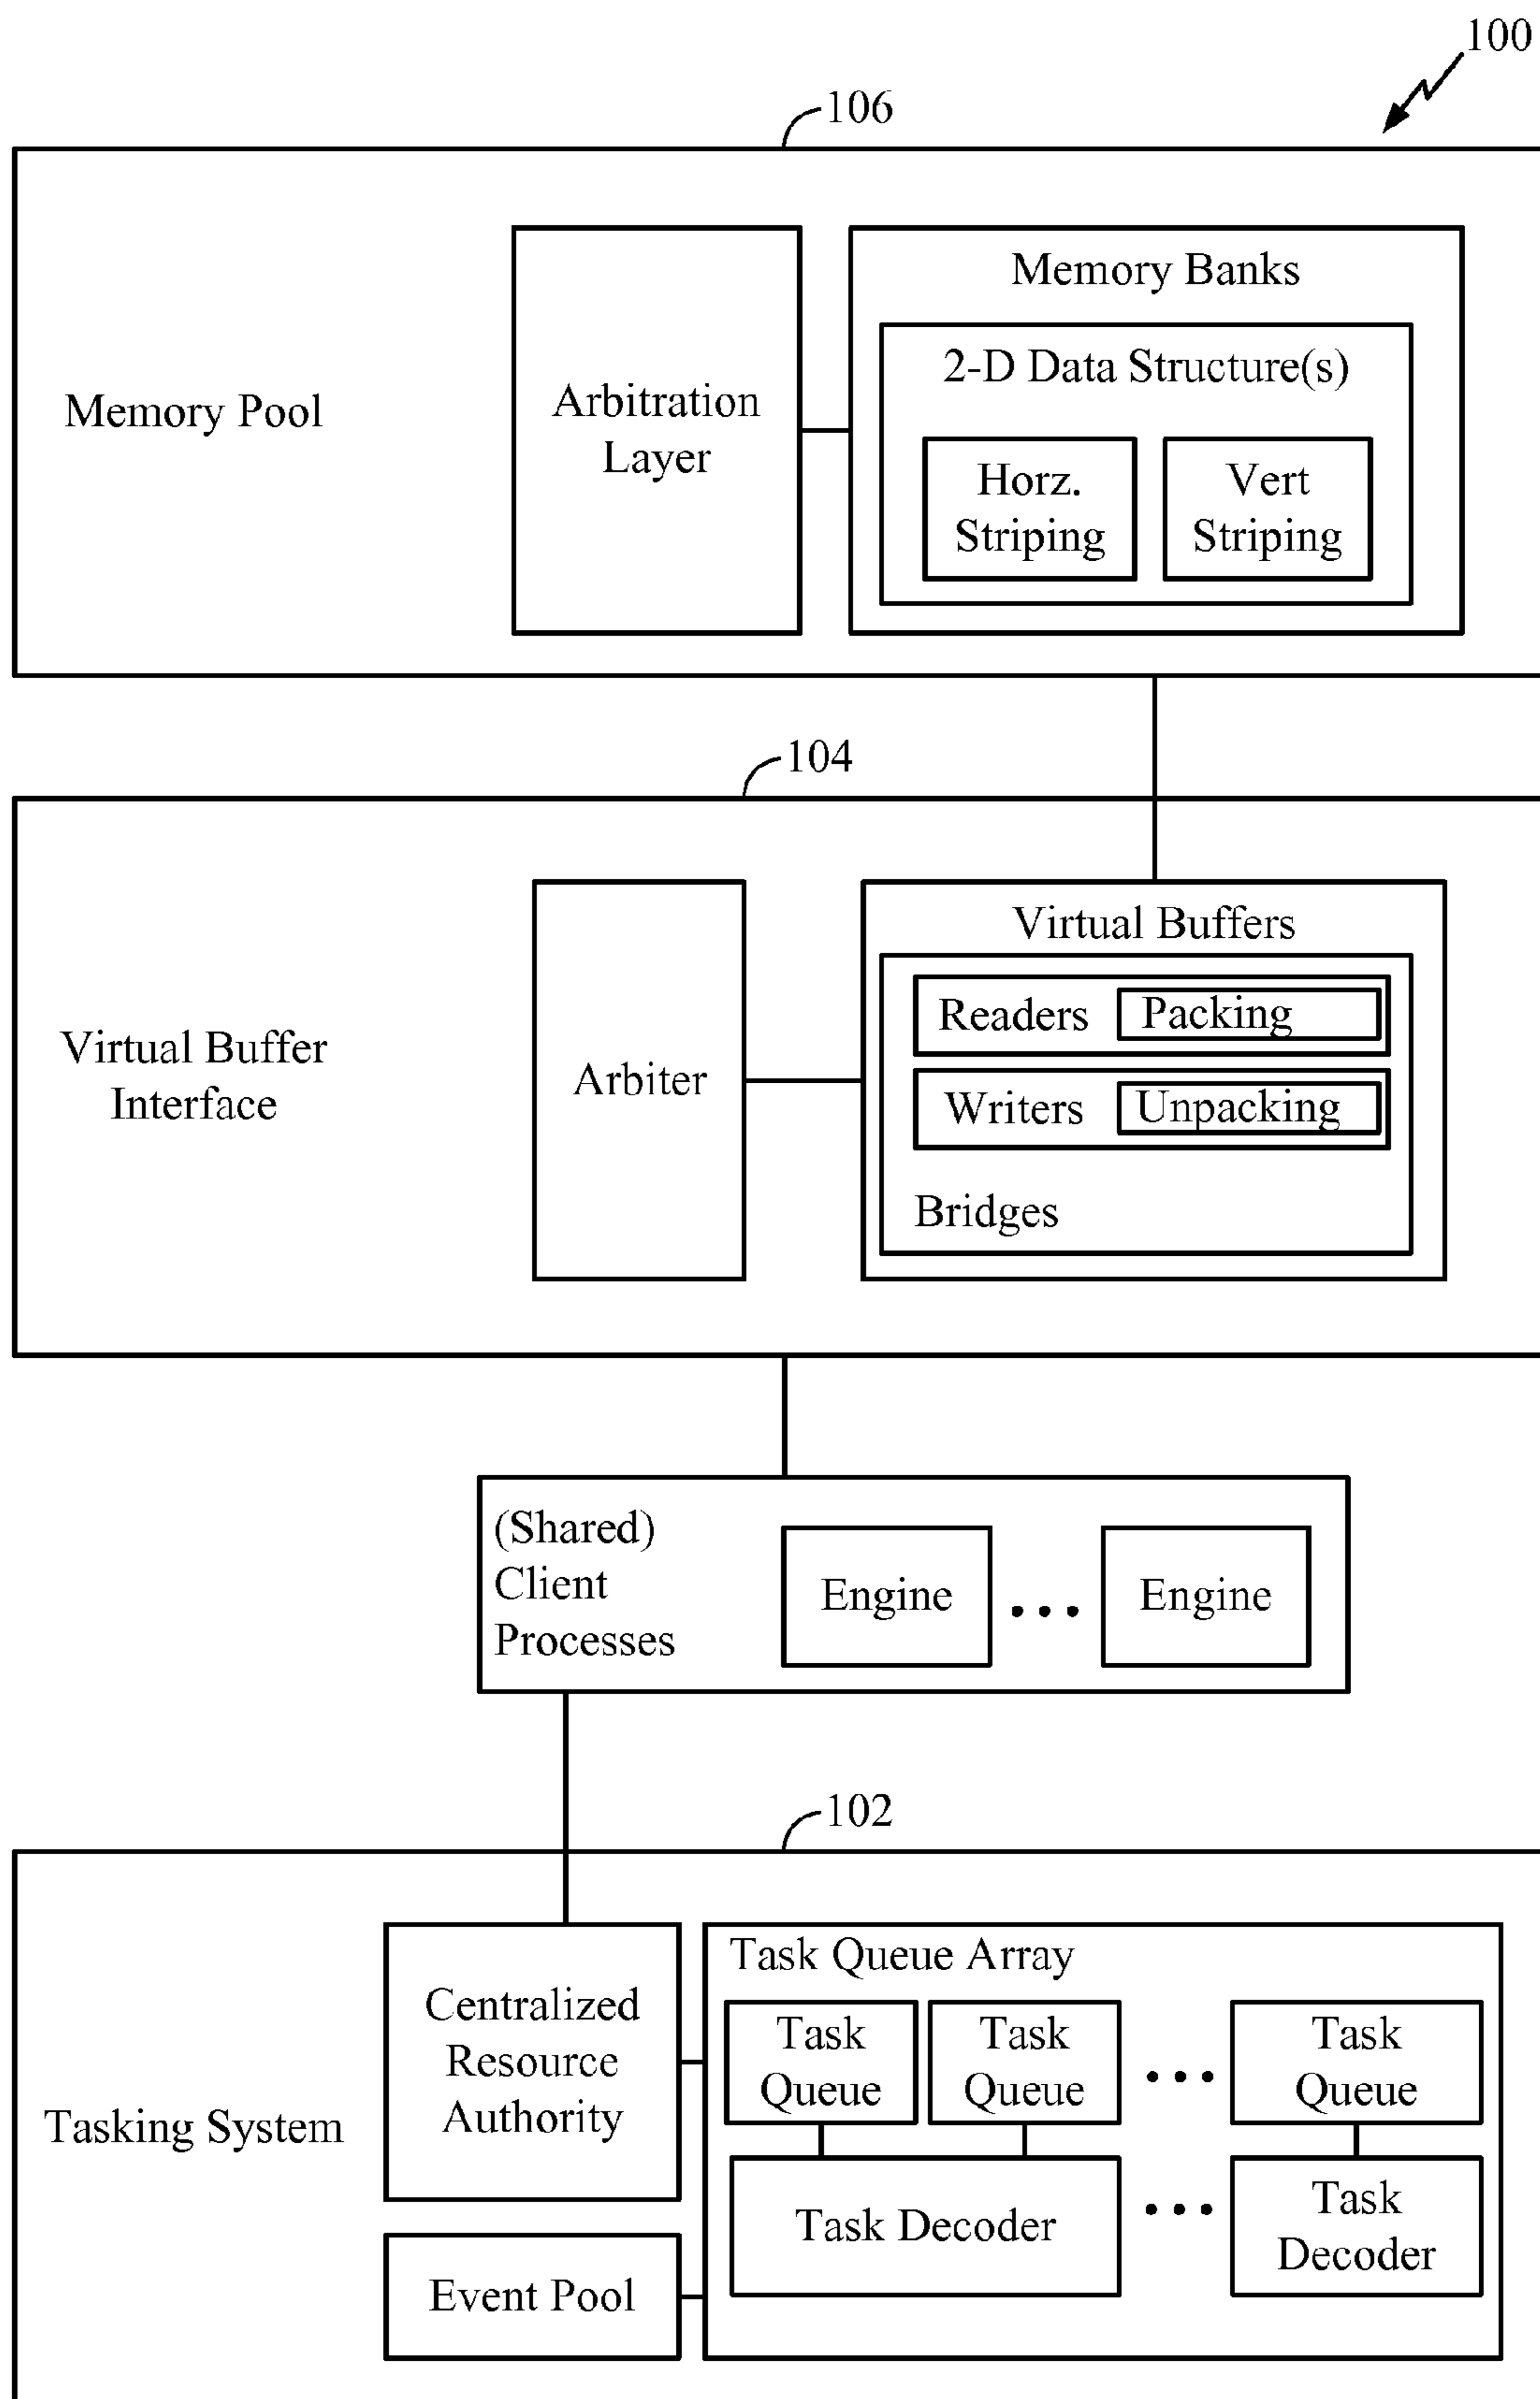 100
106
Memory Pool
Arbitration
Layer
Memory Banks
2-D Data Structure(s)
Horz.
Striping
Vert
Striping
104
Virtual Buffer
Interface
Arbiter
Virtual Buffers
Readers
Packing
Writers
Unpacking
Bridges
(Shared)
Client
Processes
Engine
Engine
102
Tasking System
Centralized
Resource
Authority
Event Pool
Task Queue Array
Task
Queue
Task
Queue
Task
Queue
Task Decoder
Task
Decoder